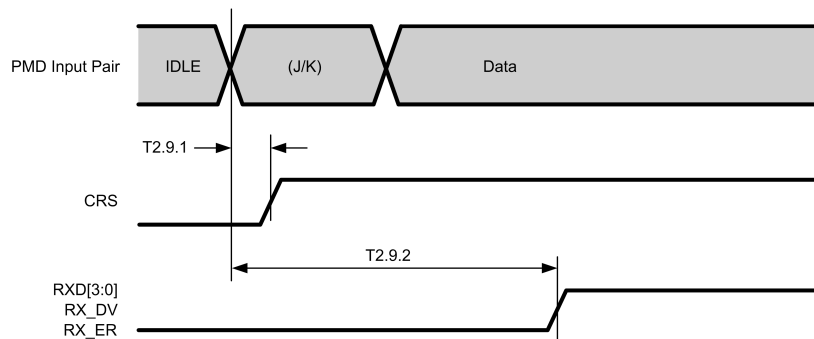 PMD Input Pair IDLE (J/K) Data
T2.9.1
CRS
T2.9.2
RXD[3:0]
RX_DV
RX_ER